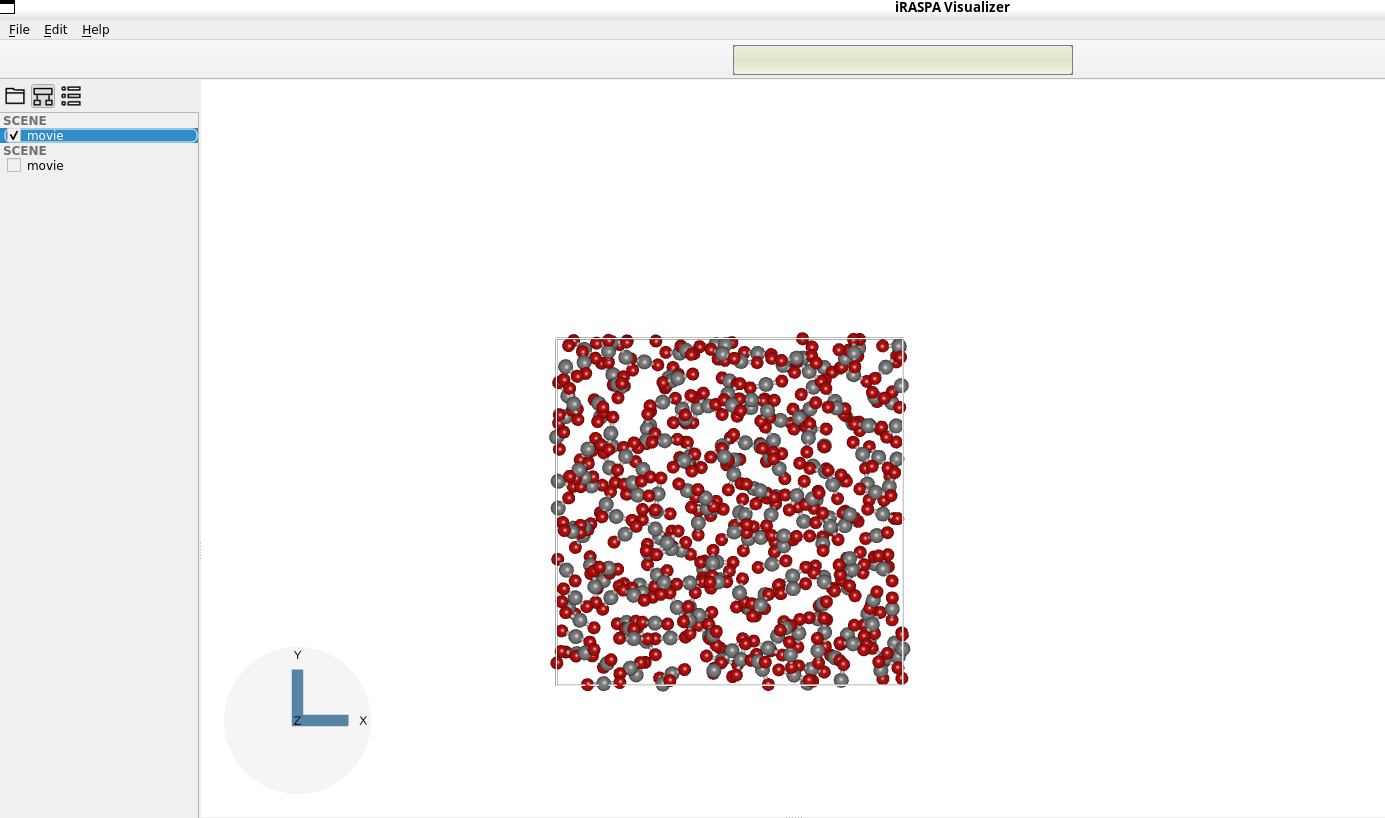 iRASPA Visualizer
File Edit Help
SCENE
movie
SCENE
movie
Y
Z X